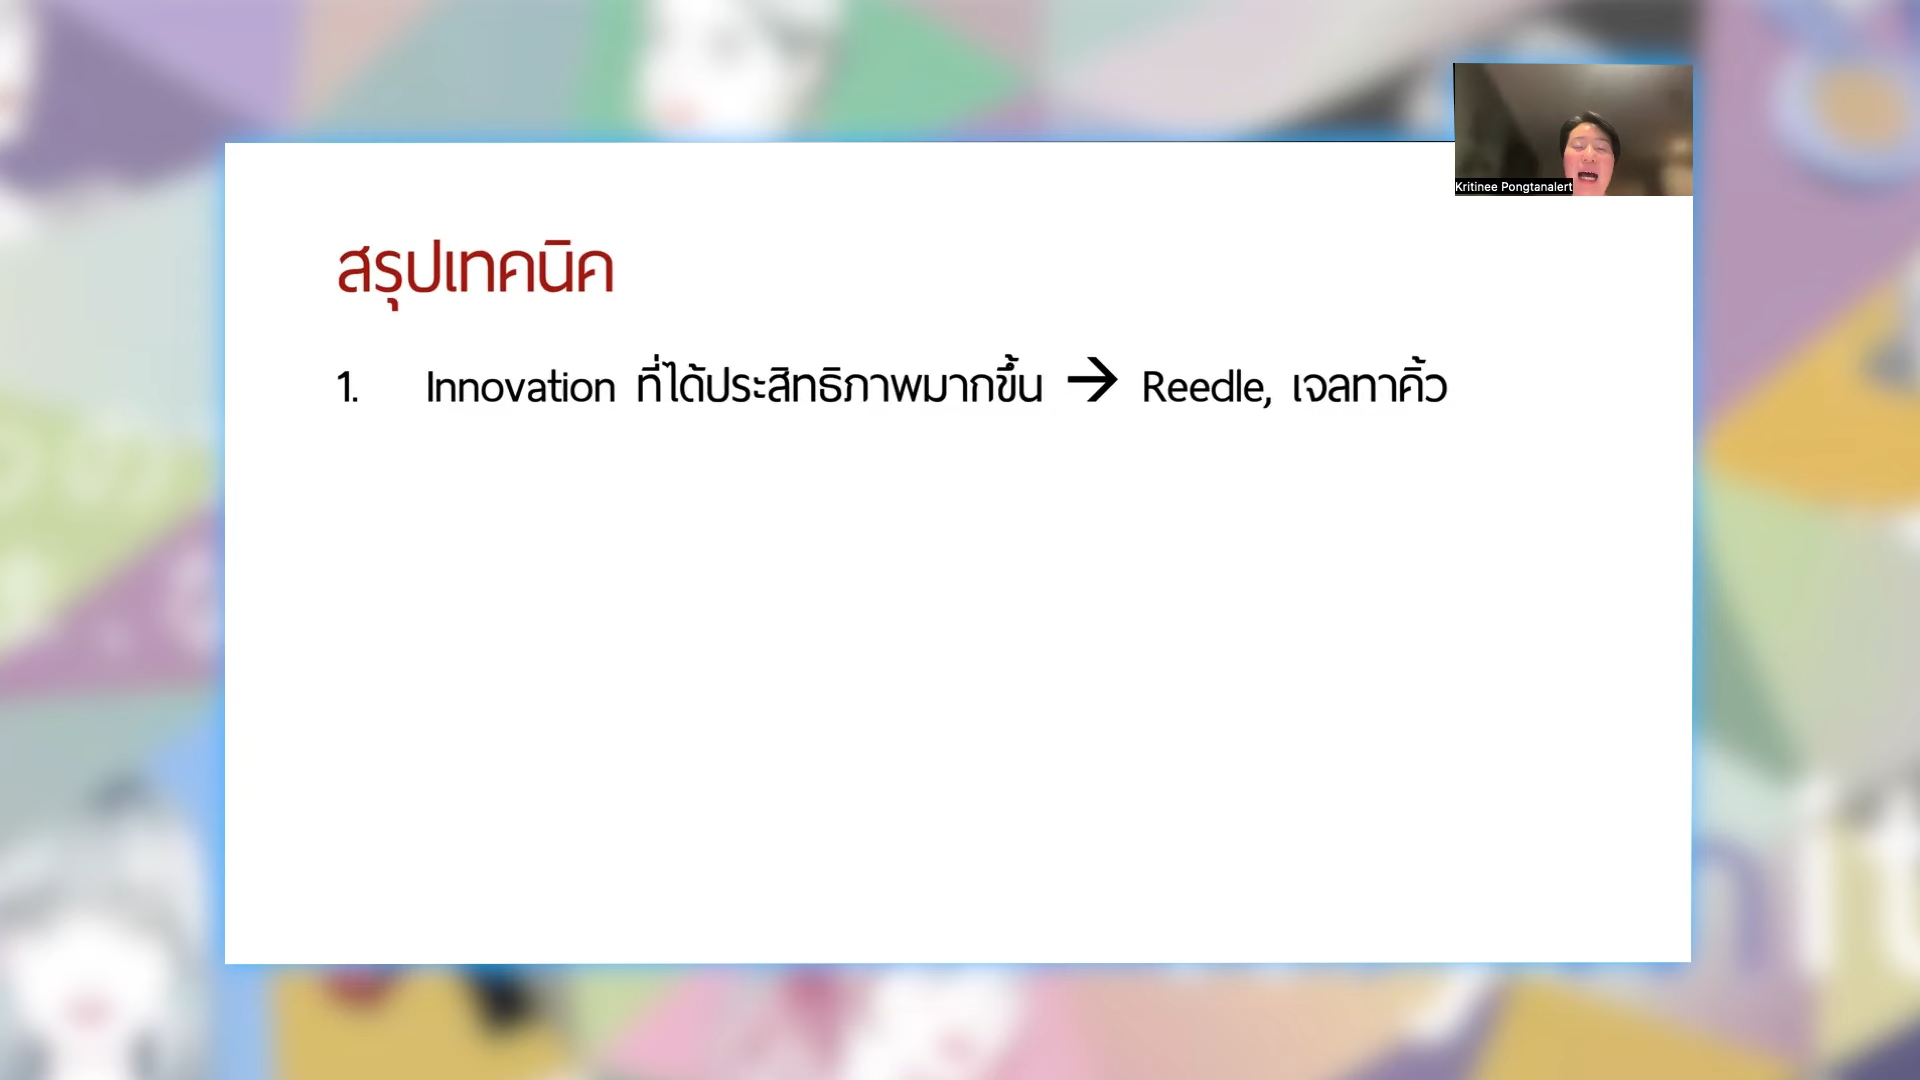 Kritinee Pongtanalert
สรุปเทคนิค
1. Innovation ที่ได้ประสิทธิภาพมากขึ้น → Reedle, เจลทาคิ้ว